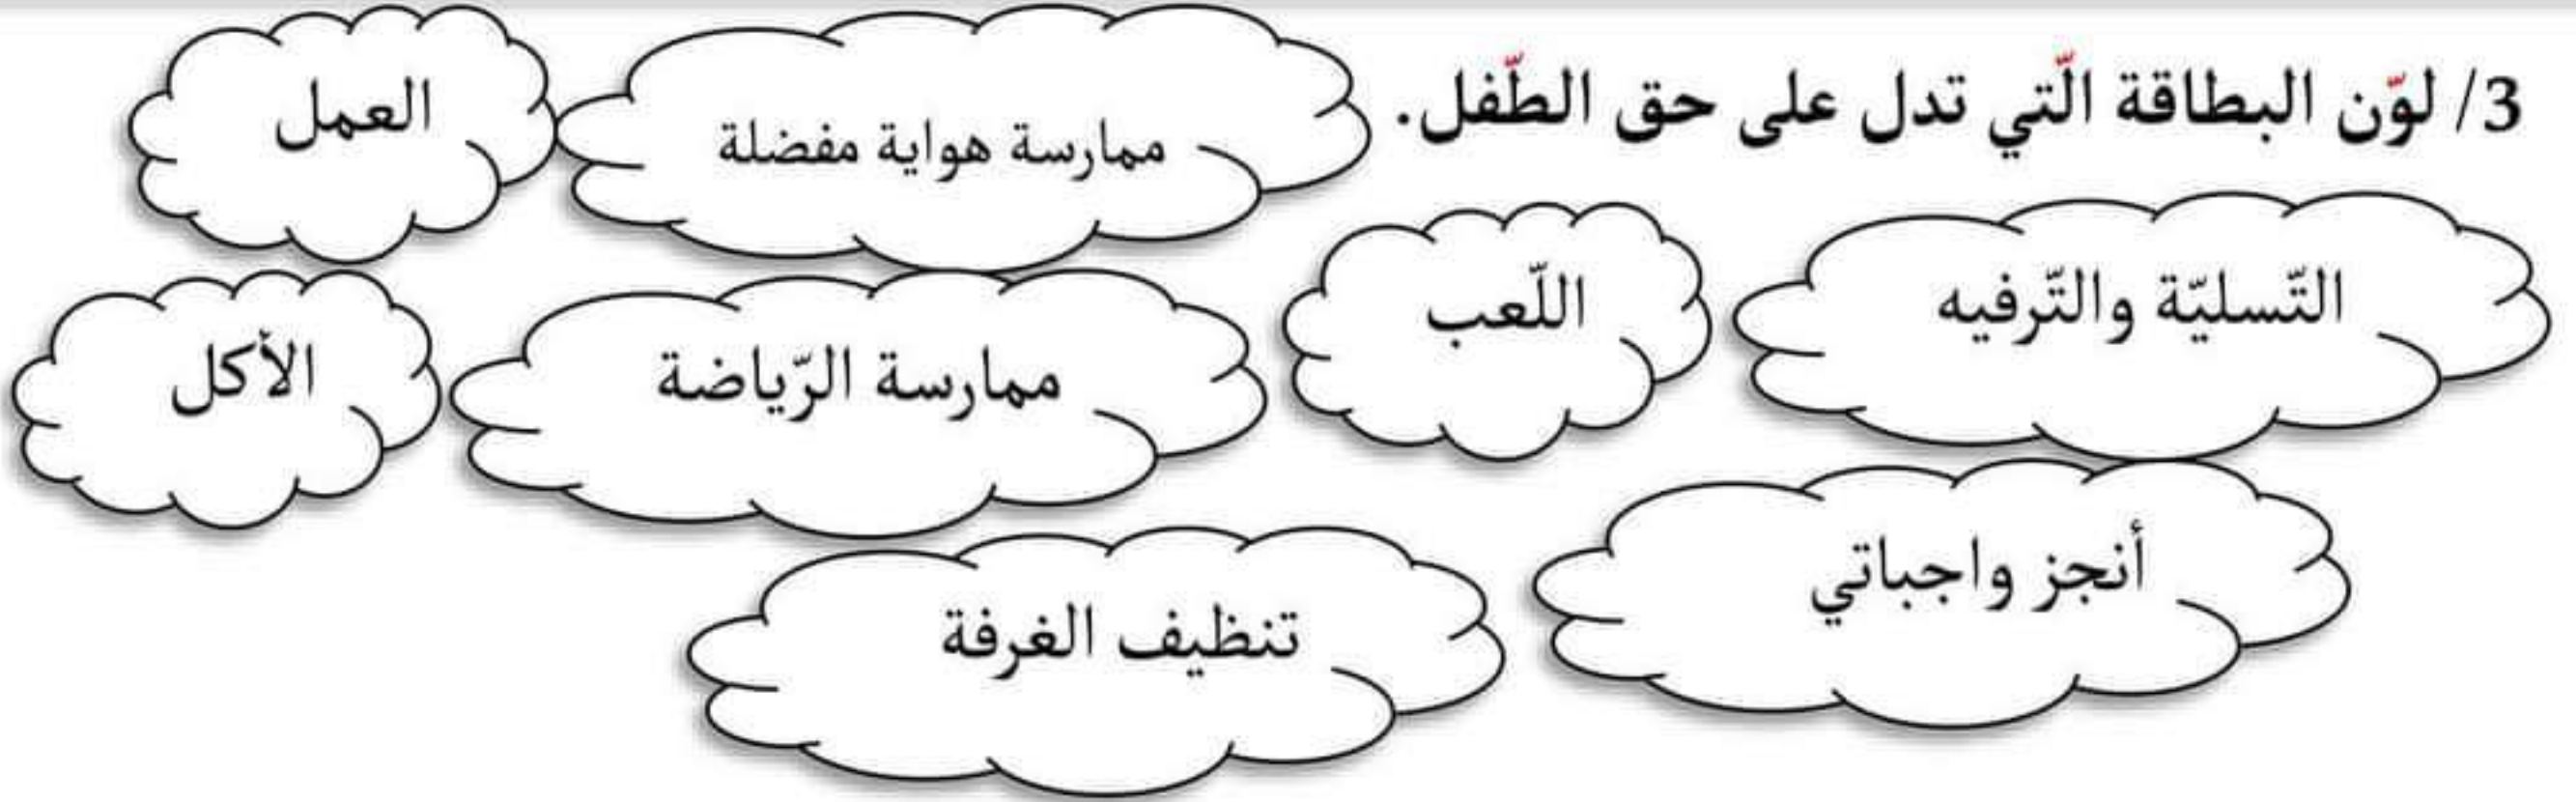 3/ لوّن البطاقة الّتي تدل على حق الطّفل.
ممارسة هواية مفضلة
العمل
التّسليّة والتّرفيه
اللّعب
ممارسة الرّياضة
الأكل
أنجز واجباتي
تنظيف الغرفة